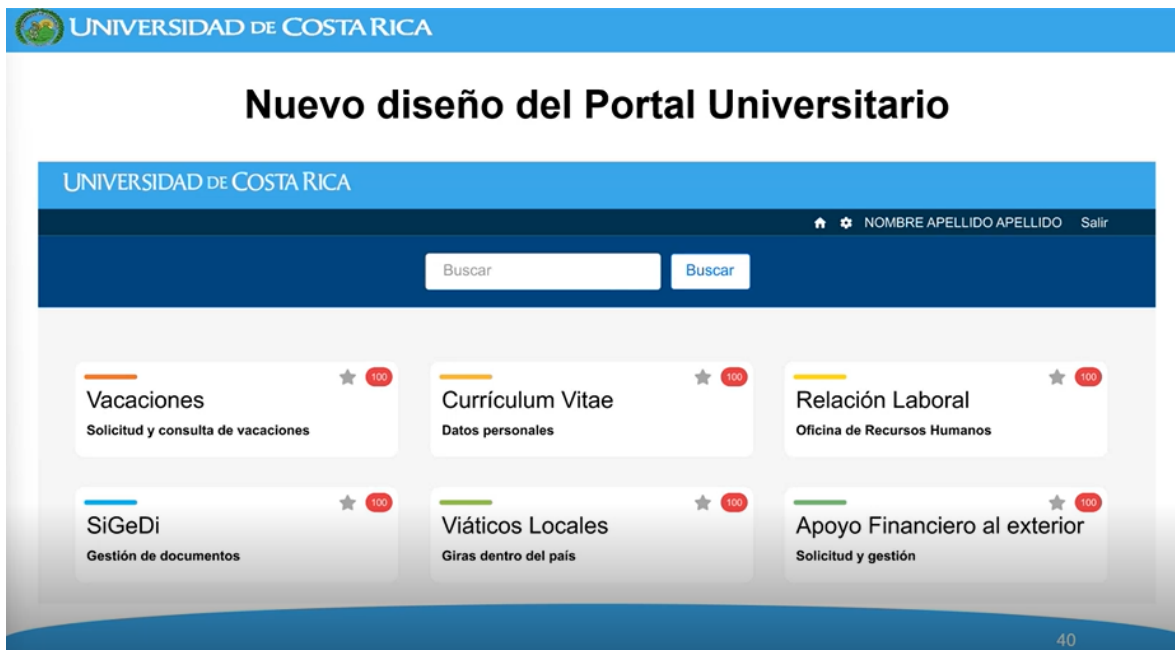 UNIVERSIDAD DE COSTA RICA
Nuevo diseño del Portal Universitario
UNIVERSIDAD DE COSTA RICA
NOMBRE APELLIDO APELLIDO Salir
Buscar Buscar
100
Vacaciones
Solicitud y consulta de vacaciones
100
Currículum Vitae
Datos personales
100
Relación Laboral
Oficina de Recursos Humanos
100
SiGeDi
Gestión de documentos
100
Viáticos Locales
Giras dentro del país
100
Apoyo Financiero al exterior
Solicitud y gestión
40